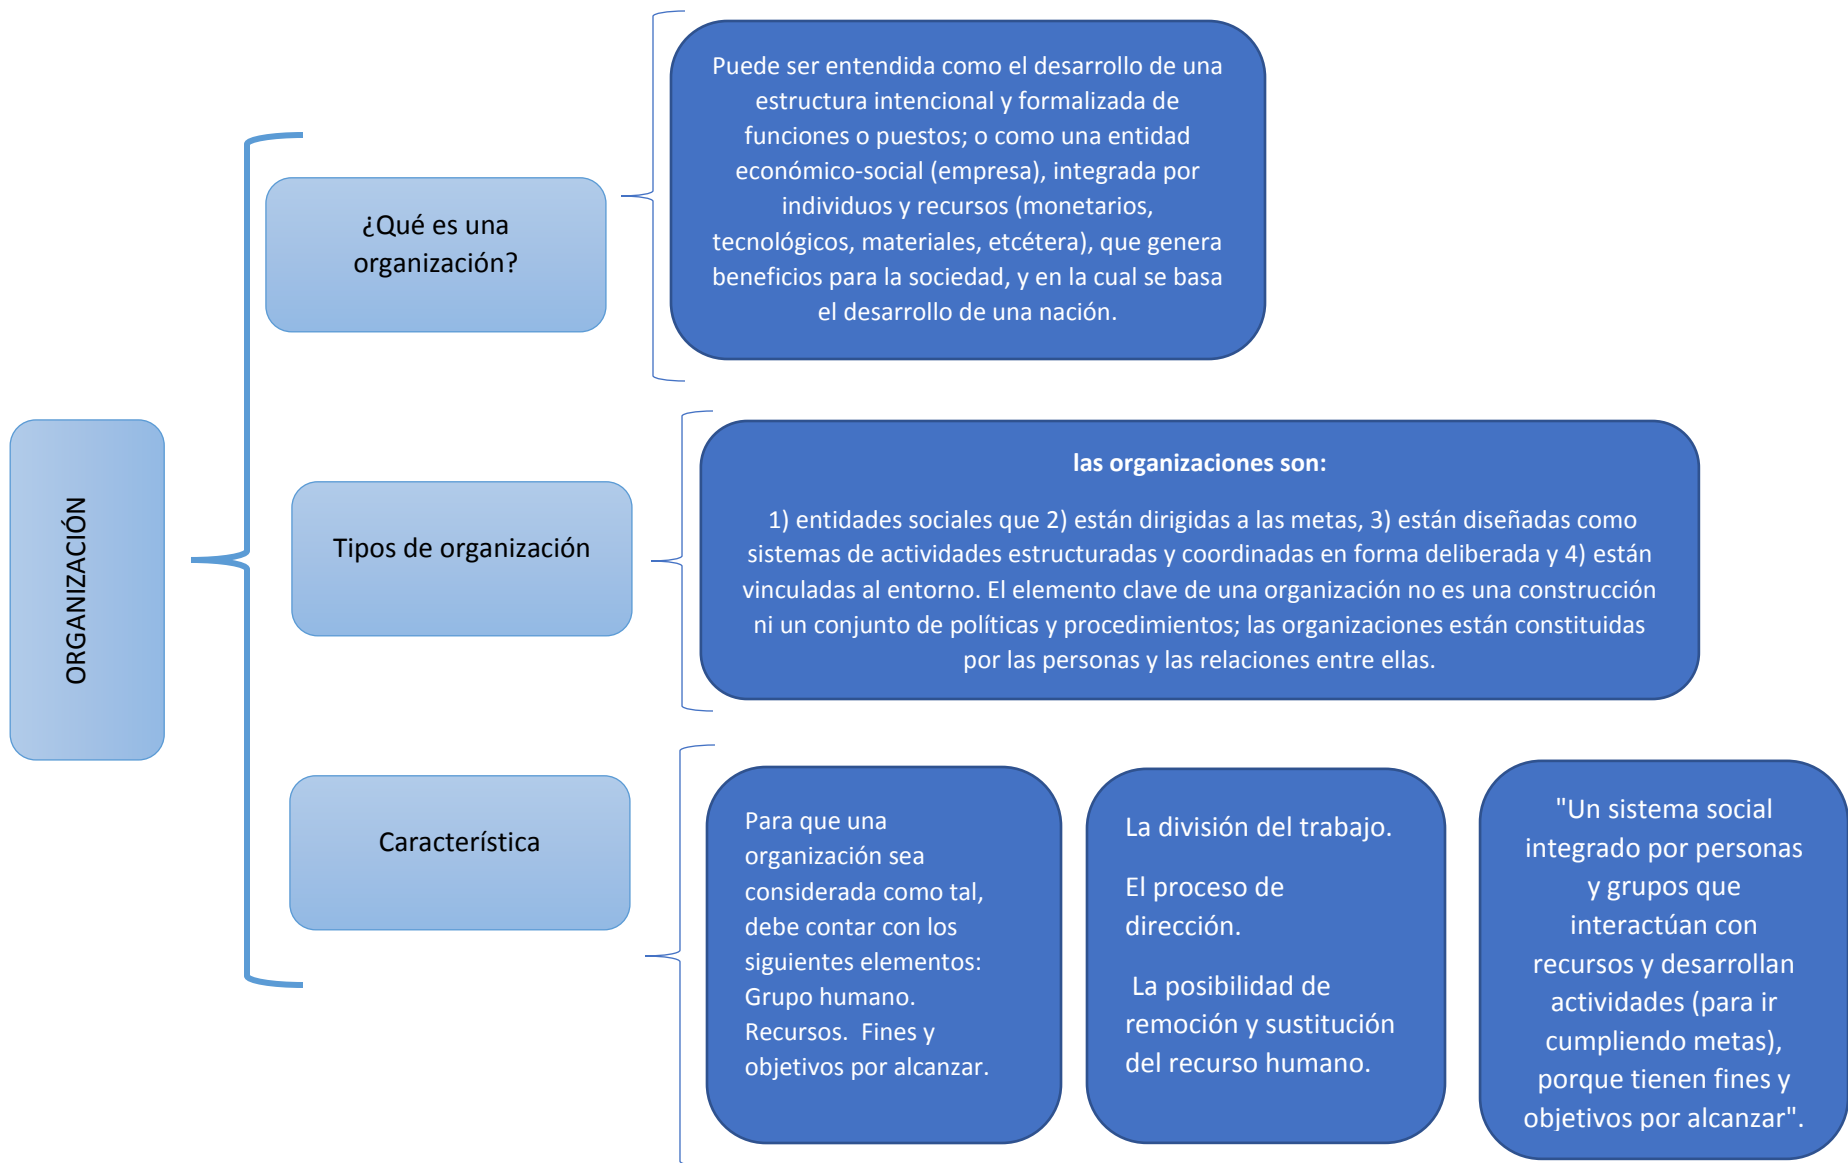 ORGANIZACIÓN
¿Qué es una
organización?
Puede ser entendida como el desarrollo de una
estructura intencional y formalizada de
funciones o puestos; o como una entidad
económico-social (empresa), integrada por
individuos y recursos (monetarios,
tecnológicos, materiales, etcétera), que genera
beneficios para la sociedad, y en la cual se basa
el desarrollo de una nación.
Tipos de organización
las organizaciones son:
1) entidades sociales que 2) están dirigidas a las metas, 3) están diseñadas como
sistemas de actividades estructuradas y coordinadas en forma deliberada y 4) están
vinculadas al entorno. El elemento clave de una organización no es una construcción
ni un conjunto de políticas y procedimientos; las organizaciones están constituidas
por las personas y las relaciones entre ellas.
Característica
Para que una
organización sea
considerada como tal,
debe contar con los
siguientes elementos:
Grupo humano.
Recursos.  Fines y
objetivos por alcanzar.
La división del trabajo.
El proceso de
dirección.
La posibilidad de
remoción y sustitución
del recurso humano.
"Un sistema social
integrado por personas
y grupos que
interactúan con
recursos y desarrollan
actividades (para ir
cumpliendo metas),
porque tienen fines y
objetivos por alcanzar".